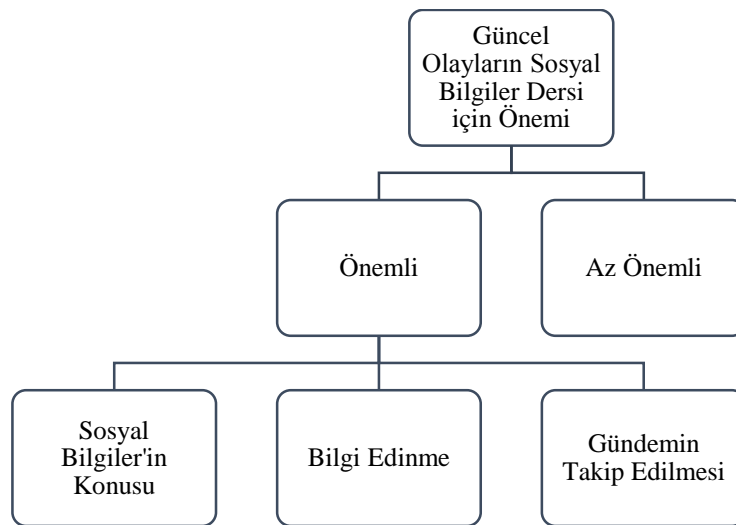 Güncel
Olayların Sosyal
Bilgiler Dersi
için Önemi
Önemli
Az Önemli
Sosyal
Bilgiler'in
Konusu
Bilgi Edinme
Gündemin
Takip Edilmesi